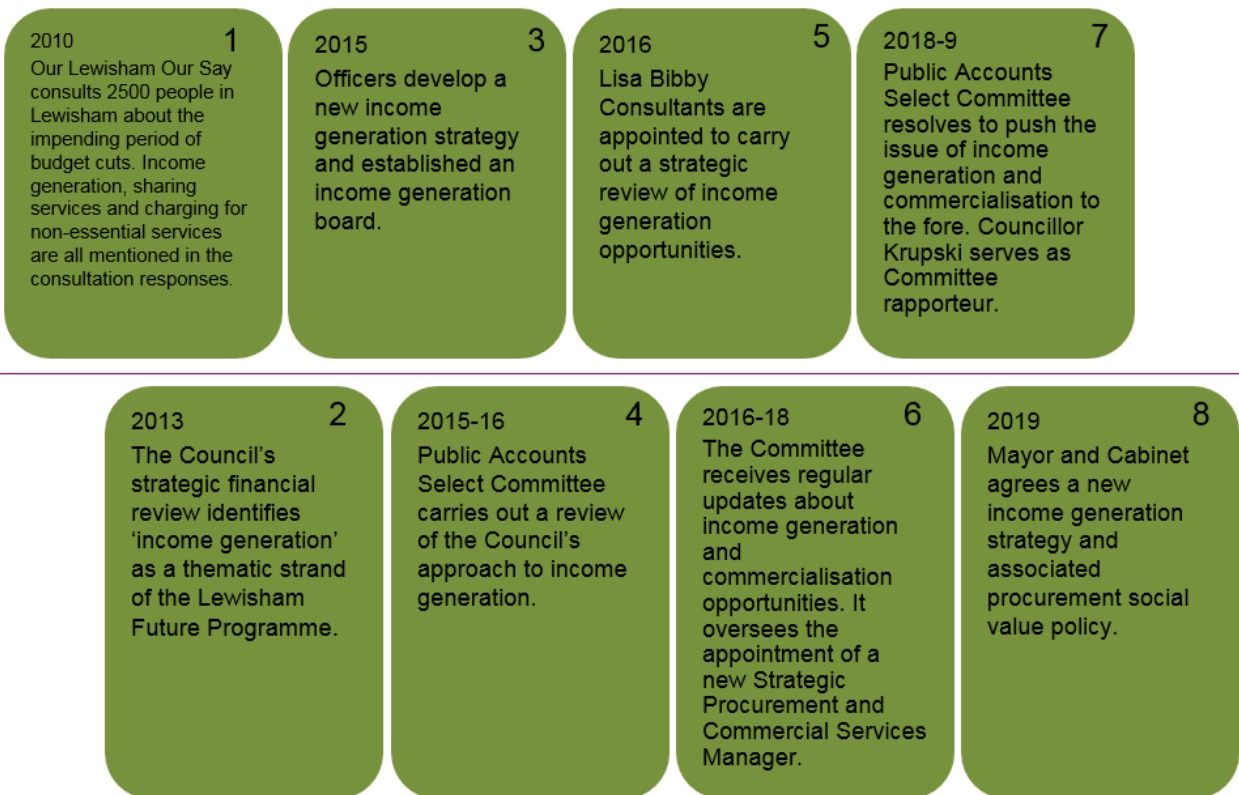 2010 1
Our Lewisham Our Say
consults 2500 people in
Lewisham about the
impending period of
budget cuts. Income
generation, sharing
services and charging for
non-essential services
are all mentioned in the
consultation responses.
2015 3
Officers develop a
new income
generation strategy
and established an
income generation
board.
2016 5
Lisa Bibby
Consultants are
appointed to carry
out a strategic
review of income
generation
opportunities.
2018-9 7
Public Accounts
Select Committee
resolves to push the
issue of income
generation and
commercialisation to
the fore. Councillor
Krupski serves as
Committee
rapporteur.
2013 2
The Council’s
strategic financial
review identifies
‘income generation’
as a thematic strand
of the Lewisham
Future Programme.
2015-16 4
Public Accounts
Select Committee
carries out a review
of the Council’s
approach to income
generation.
2016-18 6
The Committee
receives regular
updates about
income generation
and
commercialisation
opportunities. It
oversees the
appointment of a
new Strategic
Procurement and
Commercial Services
Manager.
2019 8
Mayor and Cabinet
agrees a new
income generation
strategy and
associated
procurement social
value policy.